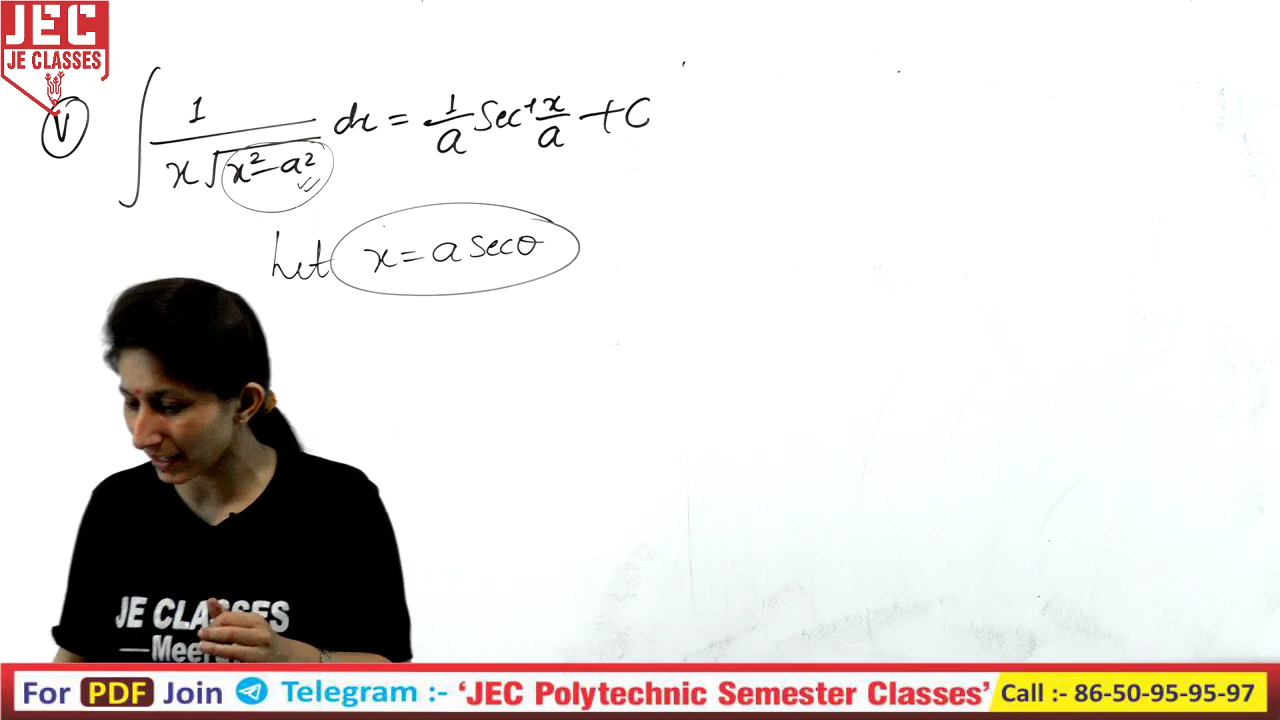 JEC
JE CLASSES
V ∫ 1/(x√(x²-a²)) dx = 1/a Sec⁻¹ x/a + C
Let x = a Secθ
JE CLASSES
For PDF Join Telegram :- ‘JEC Polytechnic Semester Classes’ Call :- 86-50-95-95-97